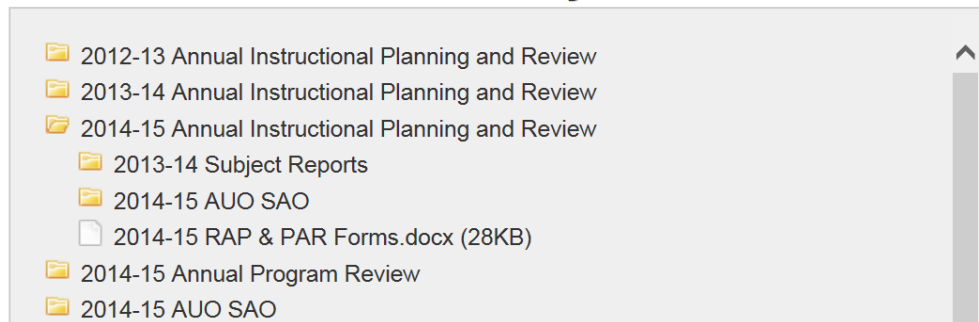 2012-13 Annual Instructional Planning and Review
2013-14 Annual Instructional Planning and Review
2014-15 Annual Instructional Planning and Review
2013-14 Subject Reports
2014-15 AUO SAO
2014-15 RAP & PAR Forms.docx (28KB)
2014-15 Annual Program Review
2014-15 AUO SAO